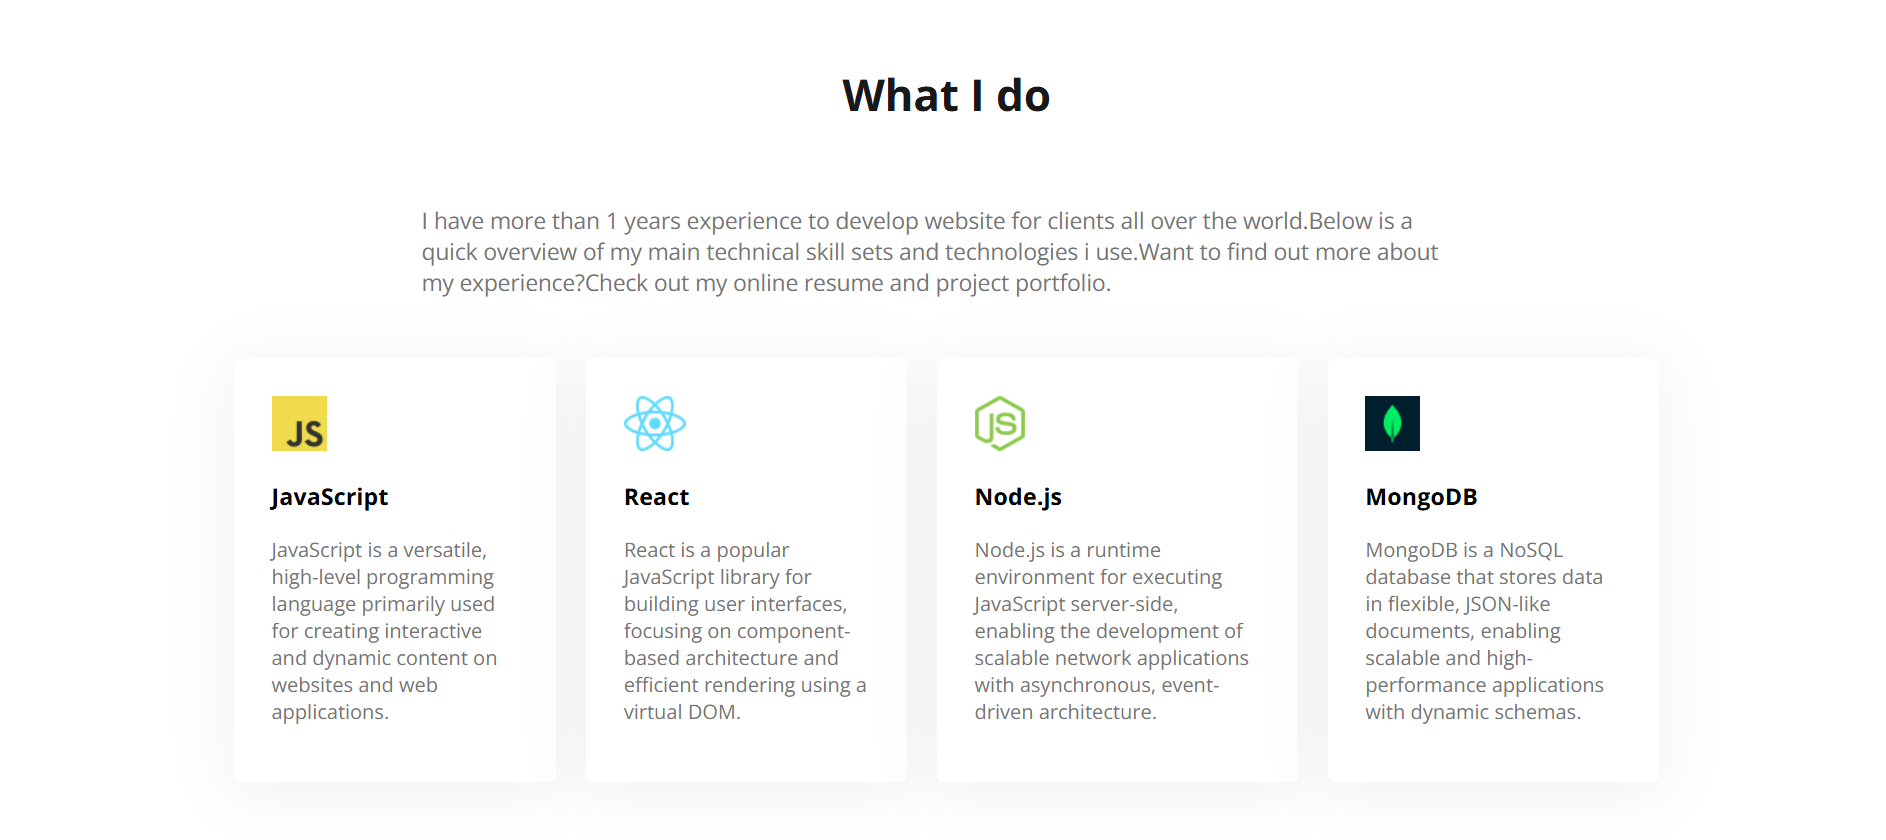 What I do
I have more than 1 years experience to develop website for clients all over the world.Below is a
quick overview of my main technical skill sets and technologies i use.Want to find out more about
my experience?Check out my online resume and project portfolio.
JS
JavaScript
JavaScript is a versatile,
high-level programming
language primarily used
for creating interactive
and dynamic content on
websites and web
applications.
React
React is a popular
JavaScript library for
building user interfaces,
focusing on component-
based architecture and
efficient rendering using a
virtual DOM.
JS
Node.js
Node.js is a runtime
environment for executing
JavaScript server-side,
enabling the development of
scalable network applications
with asynchronous, event-
driven architecture.
MongoDB
MongoDB is a NoSQL
database that stores data
in flexible, JSON-like
documents, enabling
scalable and high-
performance applications
with dynamic schemas.